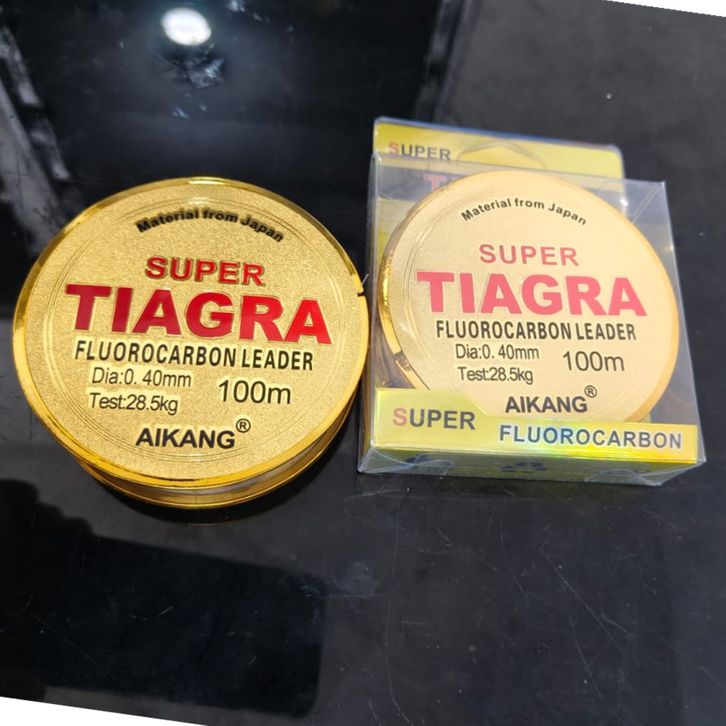 Material from Japan
SUPER
TIAGRA
FLUOROCARBON LEADER
Dia:0. 40mm
Test:28.5kg
100m
AIKANG®
SUPER
Material from Japan
SUPER
TIAGRA
FLUOROCARBON LEADER
Dia:0. 40mm
Test:28.5kg
100m
AIKANG®
SUPER FLUOROCARBON